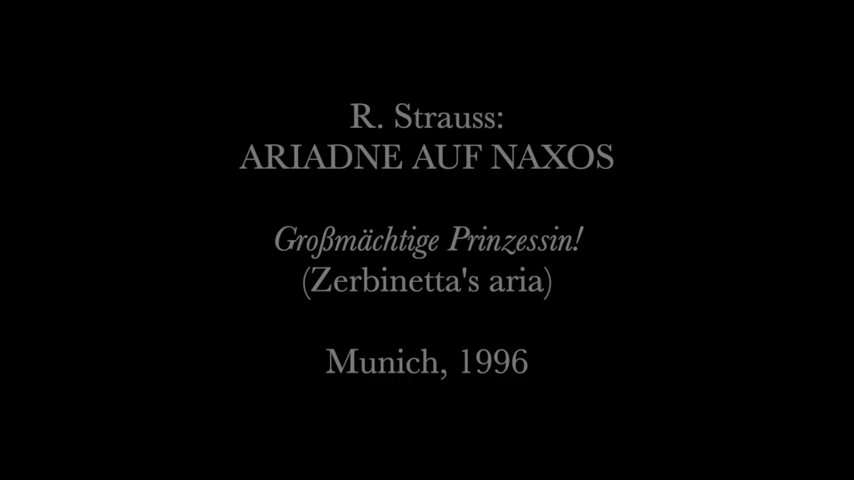 R. Strauss:
ARIADNE AUF NAXOS
Großmächtige Prinzessin!
(Zerbinetta's aria)
Munich, 1996